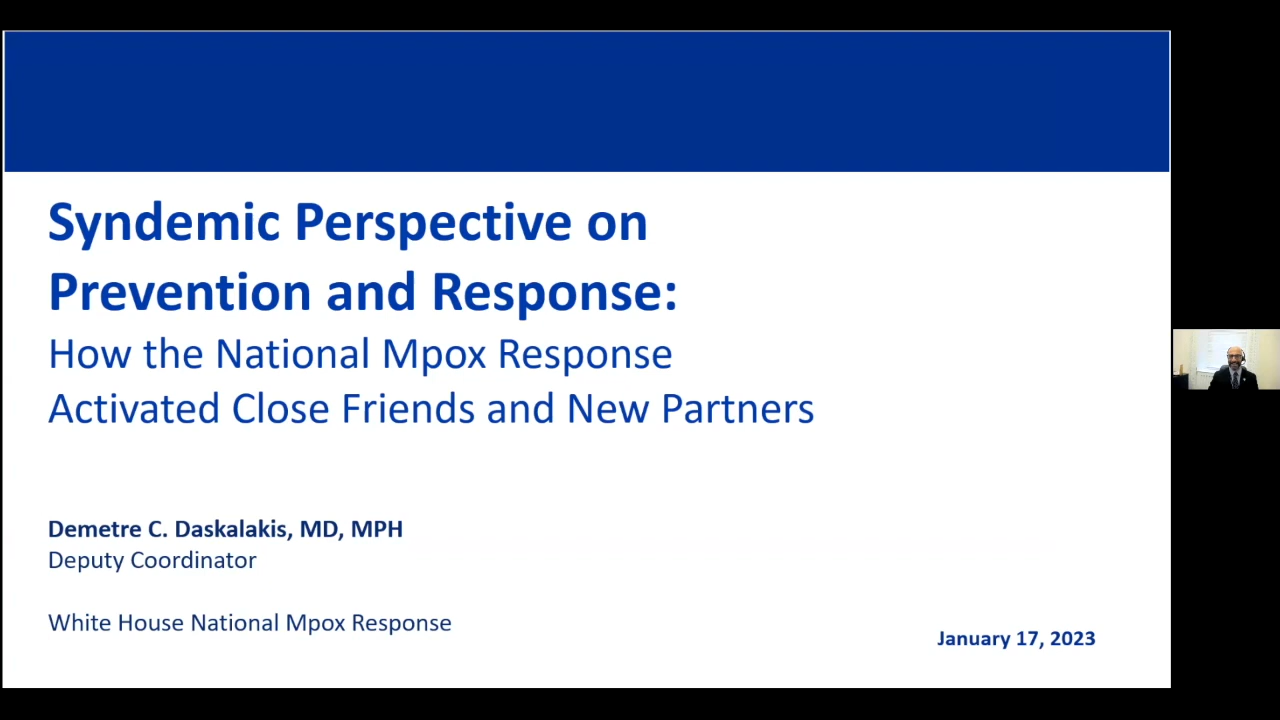 Syndemic Perspective on
Prevention and Response:
How the National Mpox Response
Activated Close Friends and New Partners
Demetre C. Daskalakis, MD, MPH
Deputy Coordinator
White House National Mpox Response
January 17, 2023